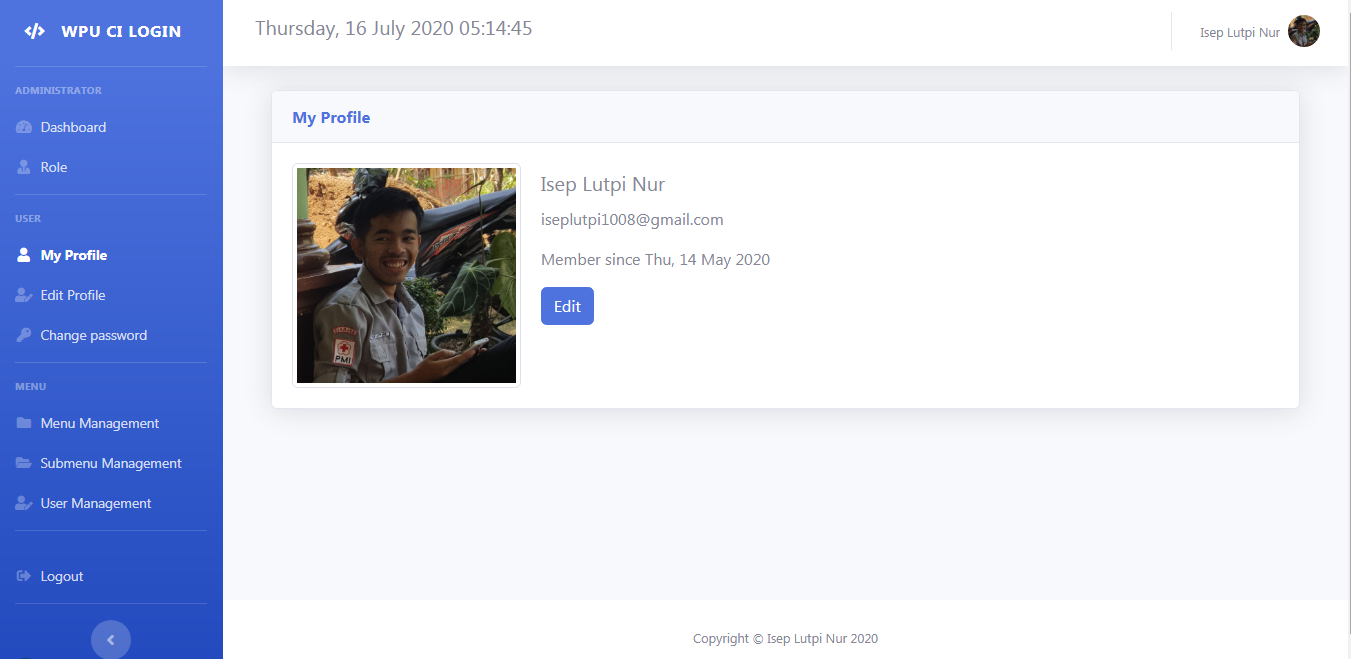 WPU CI LOGIN
Thursday, 16 July 2020 05:14:45
Isep Lutpi Nur
ADMINISTRATOR
Dashboard
Role
USER
My Profile
Edit Profile
Change password
MENU
Menu Management
Submenu Management
User Management
Logout
My Profile
PMI
Isep Lutpi Nur
iseplutpi1008@gmail.com
Member since Thu, 14 May 2020
Edit
Copyright © Isep Lutpi Nur 2020